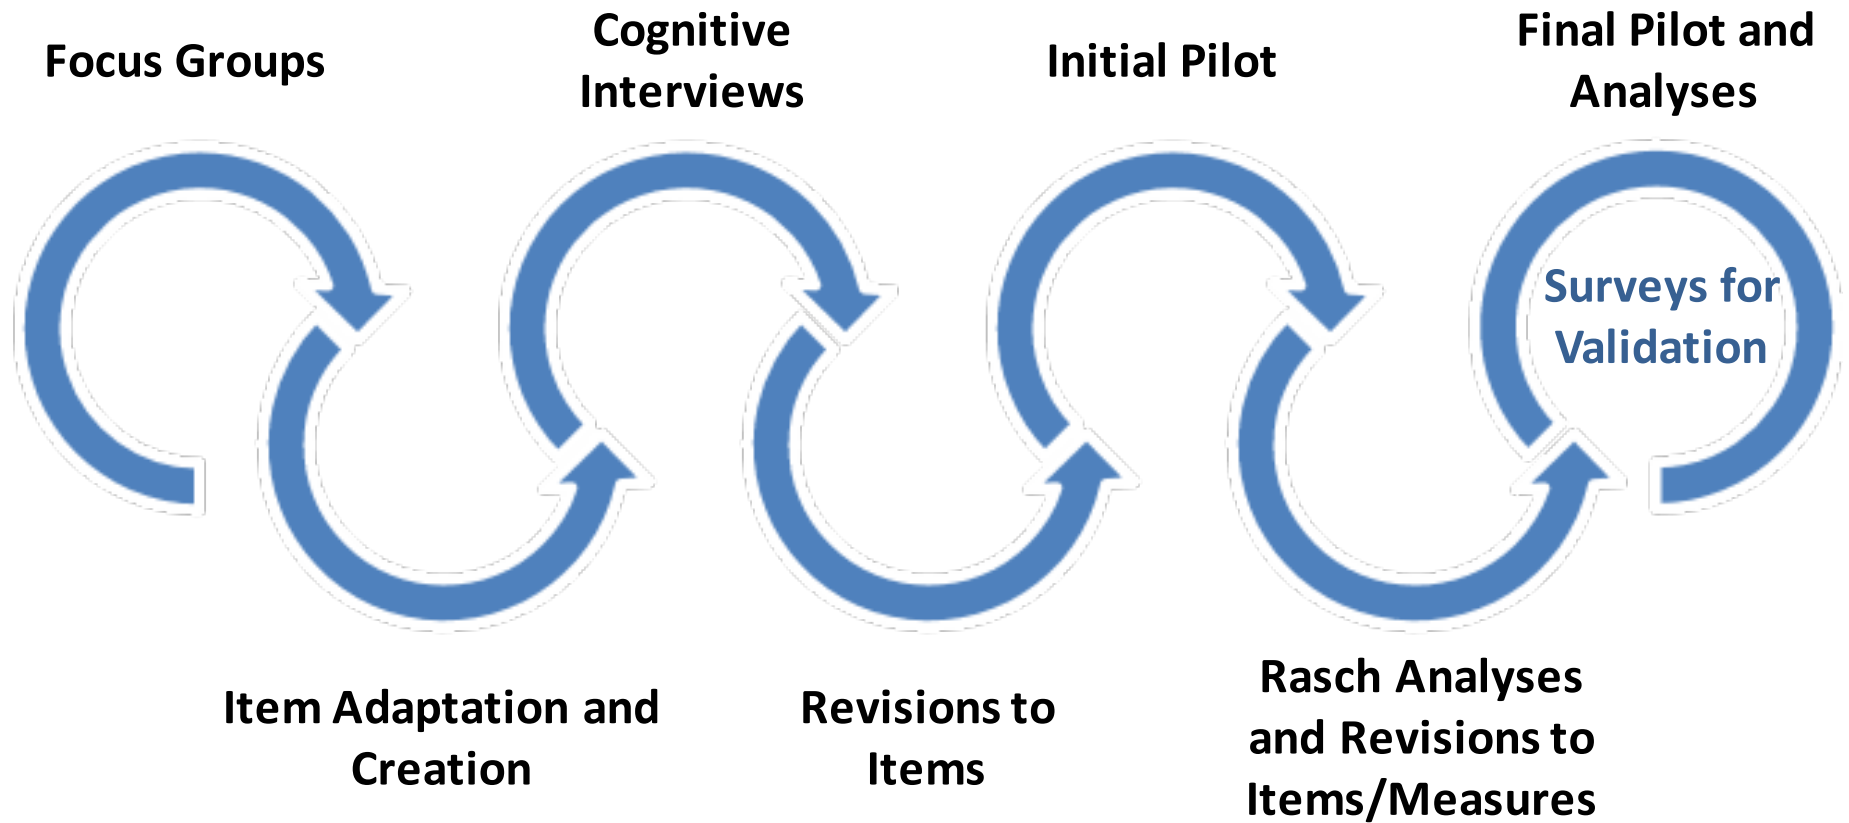 Focus Groups
Cognitive
Interviews
Initial Pilot
Final Pilot and
Analyses
Surveys for
Validation
Item Adaptation and
Creation
Revisions to
Items
Rasch Analyses
and Revisions to
Items/Measures